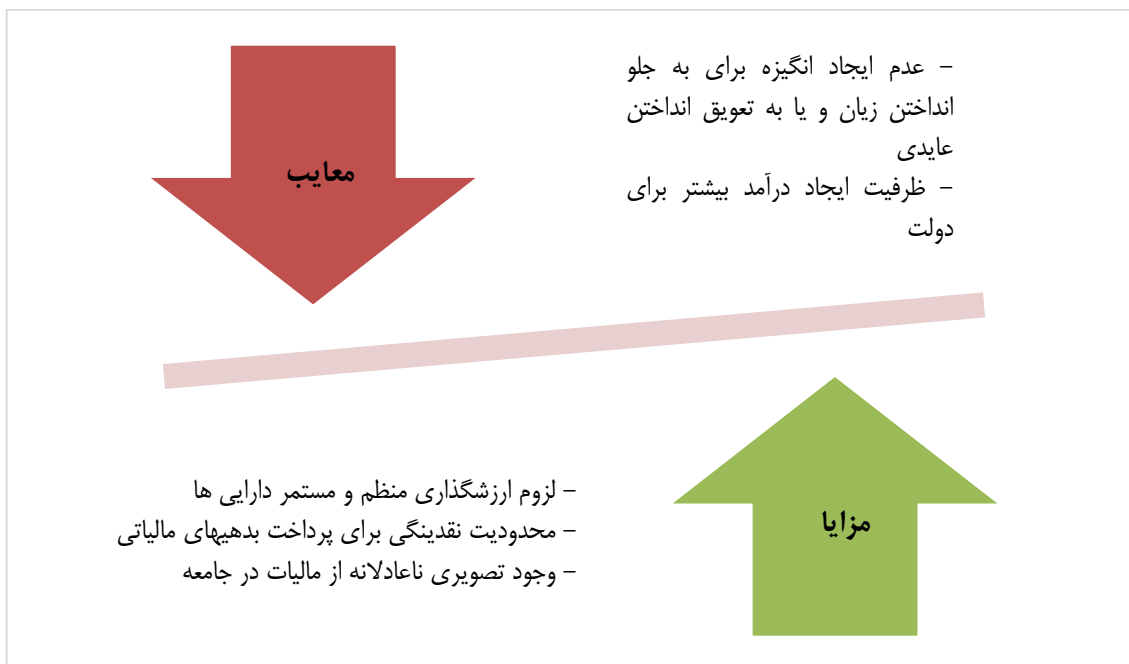 - عدم ایجاد انگیزه برای به جلو
انداختن زیان و یا به تعویق انداختن
عایدی
- ظرفیت ایجاد درآمد بیشتر برای
دولت
معایب
- لزوم ارزشگذاری منظم و مستمر دارایی ها
- محدودیت نقدینگی برای پرداخت بدهیهای مالیاتی
- وجود تصویری ناعادلانه از مالیات در جامعه
مزایا